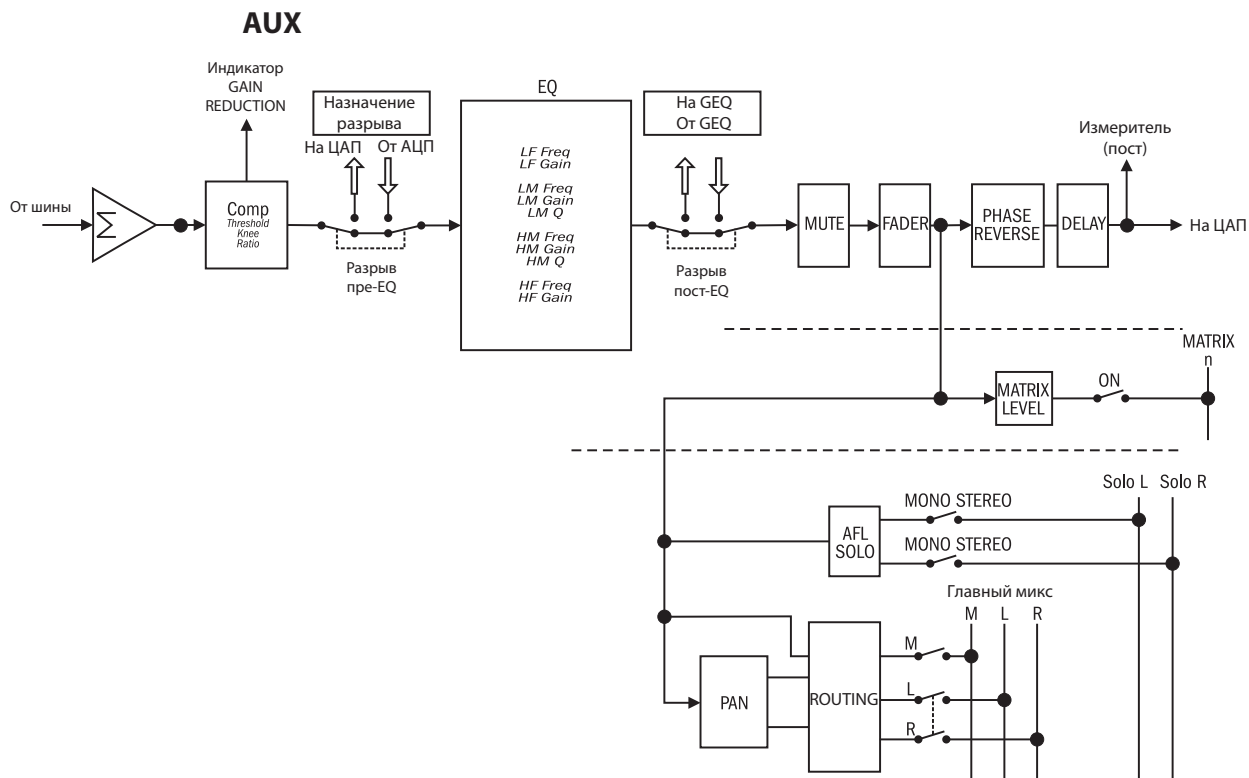 AUX
Индикатор
GAIN
REDUCTION
Назначение
разрыва
На ЦАП От АЦП
EQ
На GEQ
От GEQ
Измеритель
(пост)
От шины
Σ
Comp
Threshold
Knee
Ratio
Разрыв
пре-EQ
LF Freq
LF Gain
LM Freq
LM Gain
LM Q
HM Freq
HM Gain
HM Q
HF Freq
HF Gain
Разрыв
пост-EQ
MUTE
FADER
PHASE
REVERSE
DELAY
На ЦАП
MATRIX
n
MATRIX
LEVEL
ON
Solo L Solo R
AFL
SOLO
MONO STEREO
MONO STEREO
Главный микс
M L R
PAN
ROUTING
M
L
R